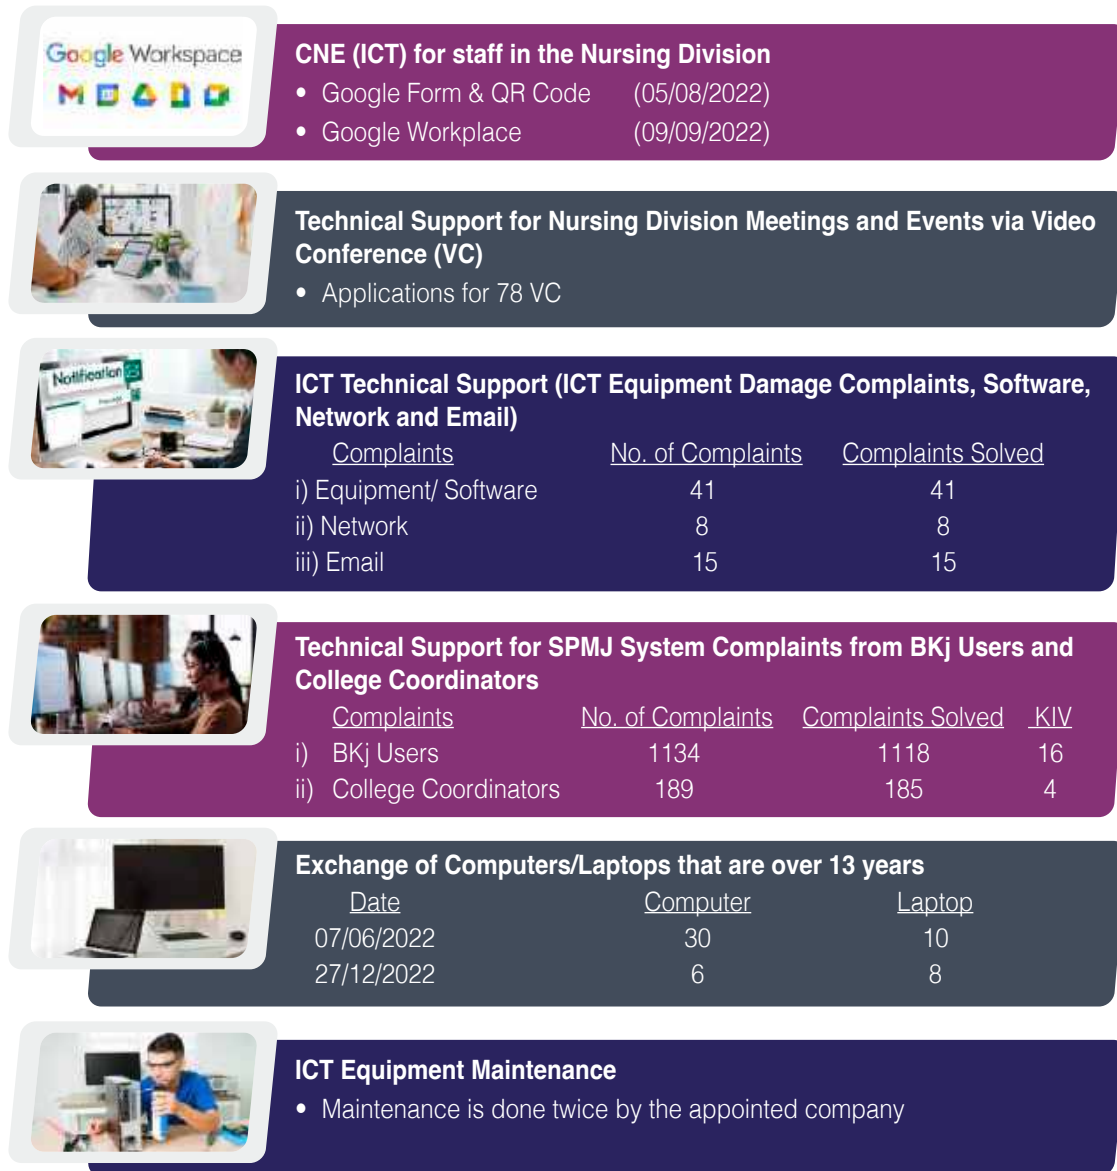 Google Workspace
CNE (ICT) for staff in the Nursing Division
• Google Form & QR Code (05/08/2022)
• Google Workplace (09/09/2022)
Technical Support for Nursing Division Meetings and Events via Video
Conference (VC)
• Applications for 78 VC
Notification
ICT Technical Support (ICT Equipment Damage Complaints, Software,
Network and Email)
Complaints No. of Complaints Complaints Solved
i) Equipment/ Software 41 41
ii) Network 8 8
iii) Email 15 15
Technical Support for SPMJ System Complaints from BKj Users and
College Coordinators
Complaints No. of Complaints Complaints Solved KIV
i) BKj Users 1134 1118 16
ii) College Coordinators 189 185 4
Exchange of Computers/Laptops that are over 13 years
Date Computer Laptop
07/06/2022 30 10
27/12/2022 6 8
ICT Equipment Maintenance
• Maintenance is done twice by the appointed company